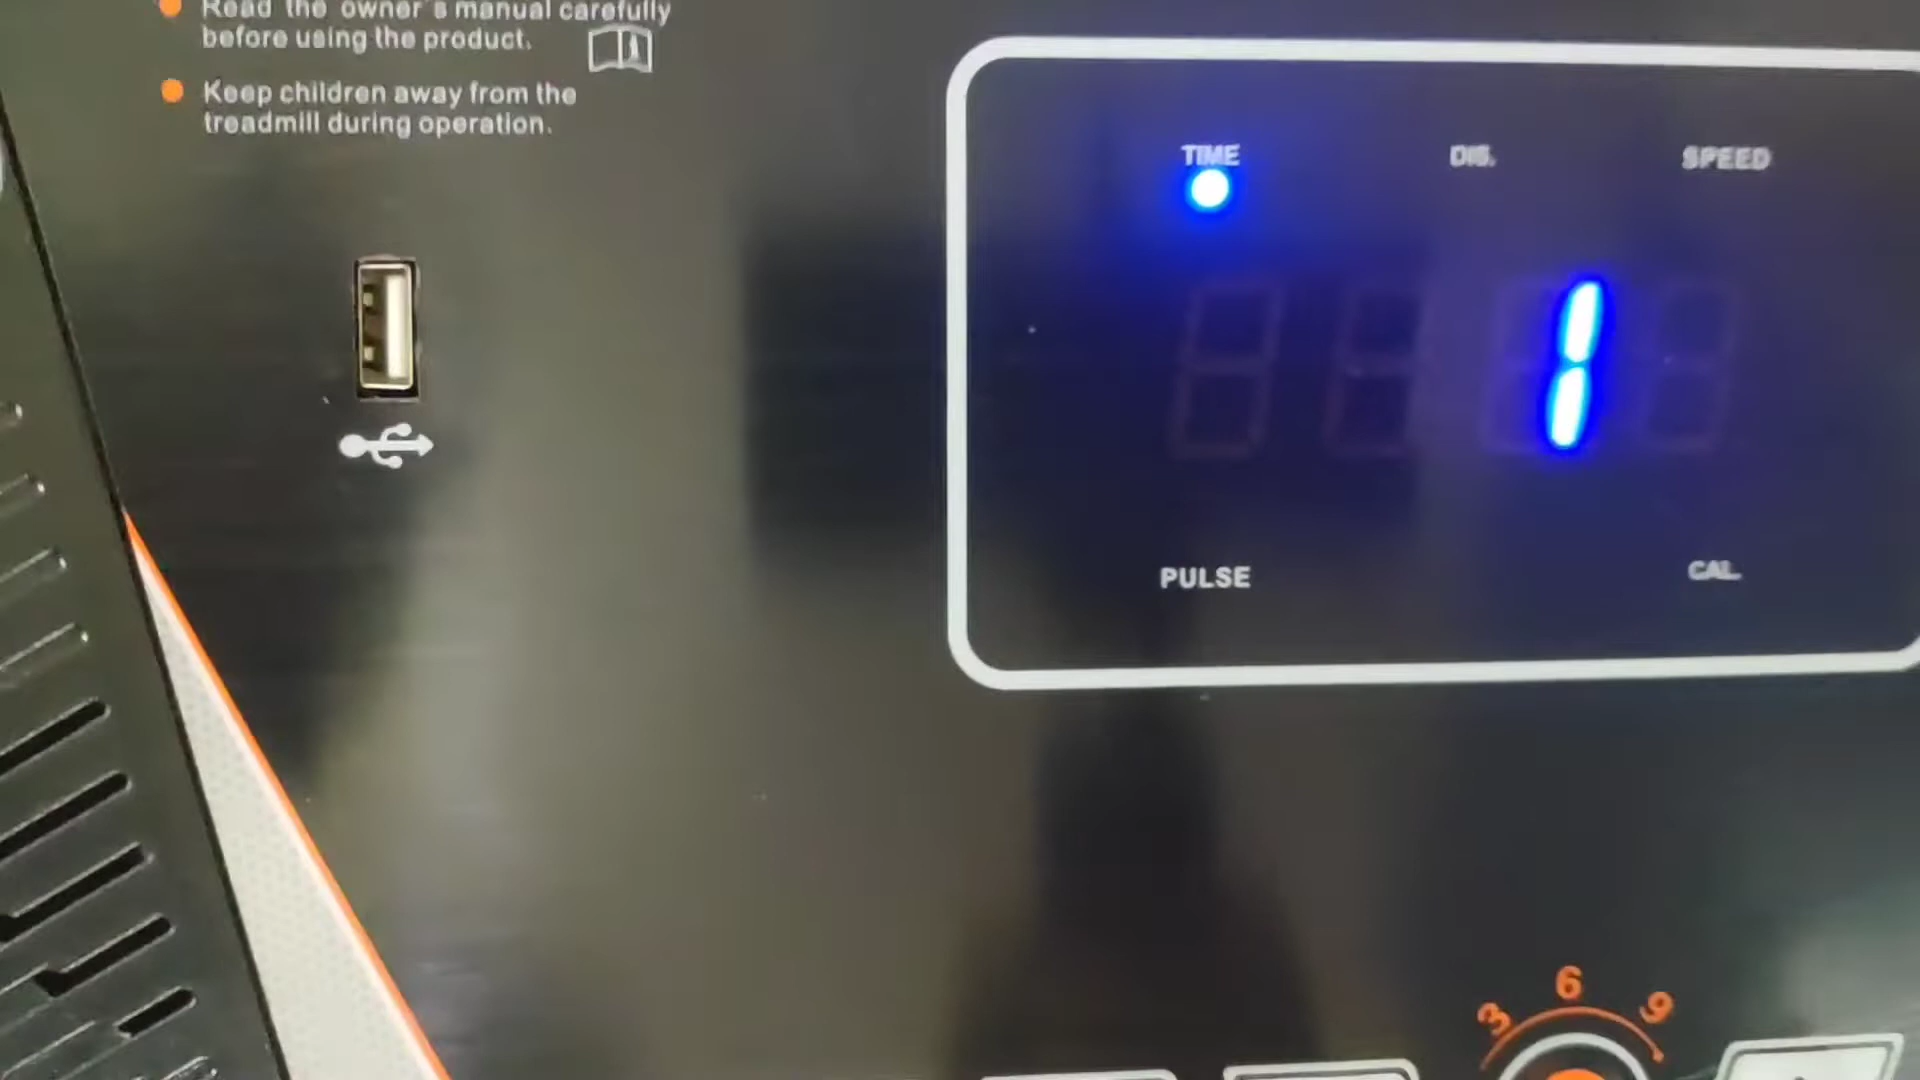 Read the owner's manual carefully
before using the product.
Keep children away from the
treadmill during operation.
TIME
DIS.
SPEED
1
PULSE
CAL.
3
6
9